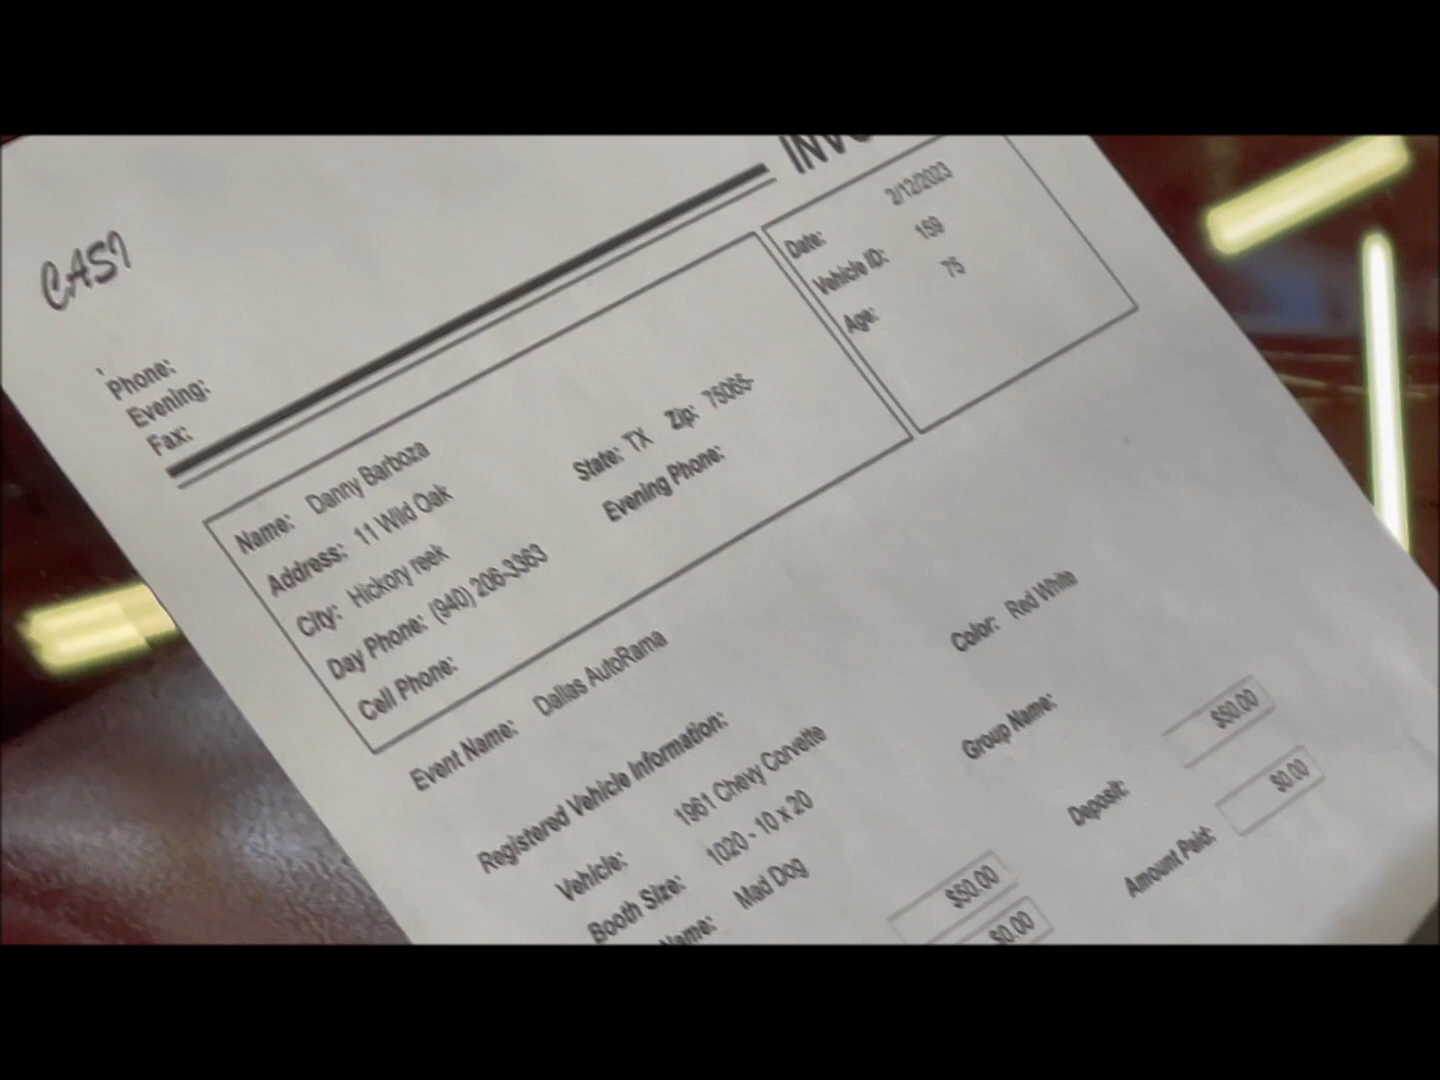 CASI
Phone:
Evening:
Fax:
Date: 2/12/2023
Vehicle ID: 159
Age: 75
Name: Danny Barboza
Address: 11 Wild Oak
City: Hickory reek State: TX Zip: 75065-
Day Phone: (940) 206-3363 Evening Phone:
Cell Phone:
Event Name: Dallas AutoRama
Registered Vehicle Information:
Vehicle: 1961 Chevy Corvette Color: Red White
Booth Size: 1020 - 10 x 20 Group Name:
Name: Mad Dog
$50.00 Deposit: $50.00
$0.00 Amount Paid: $0.00